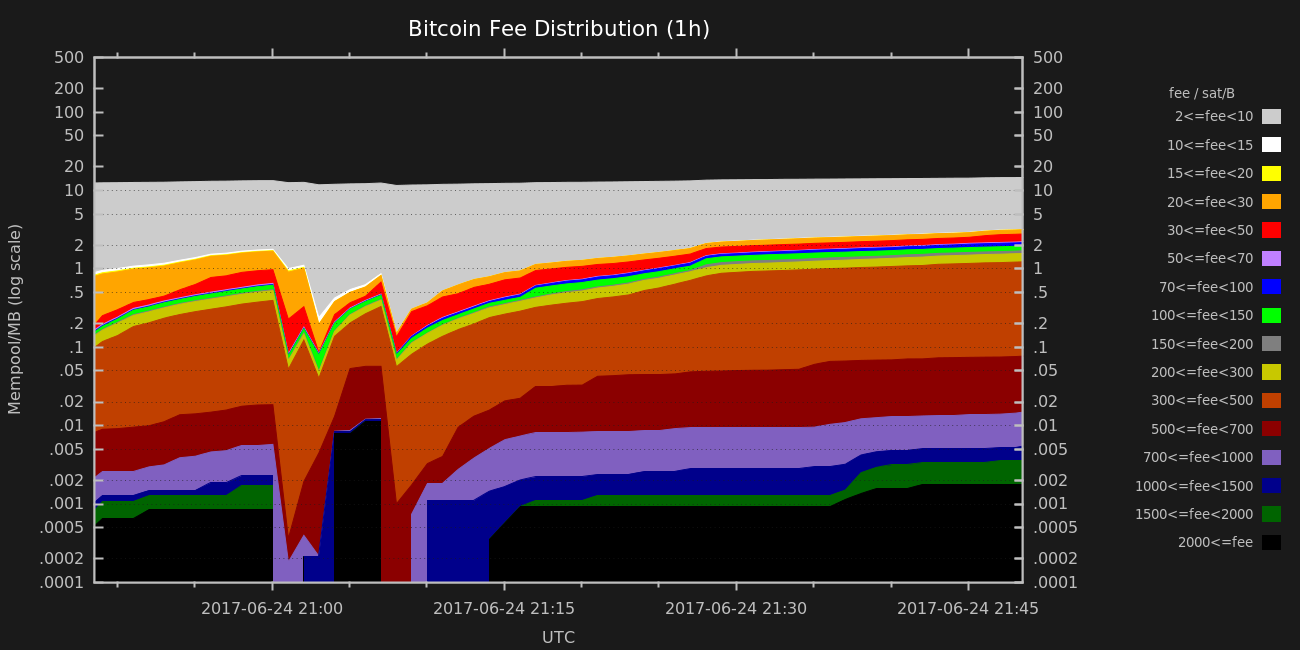 Bitcoin Fee Distribution (1h)
500 500
200 200
100 100
50 50
20 20
10 10
5 5
2 2
1 1
.5 .5
.2 .2
.1 .1
.05 .05
.02 .02
.01 .01
.005 .005
.002 .002
.001 .001
.0005 .0005
.0002 .0002
.0001 .0001
Mempool/MB (log scale)
2017-06-24 21:00 2017-06-24 21:15 2017-06-24 21:30 2017-06-24 21:45
UTC
fee / sat/B
2<=fee<10
10<=fee<15
15<=fee<20
20<=fee<30
30<=fee<50
50<=fee<70
70<=fee<100
100<=fee<150
150<=fee<200
200<=fee<300
300<=fee<500
500<=fee<700
700<=fee<1000
1000<=fee<1500
1500<=fee<2000
2000<=fee